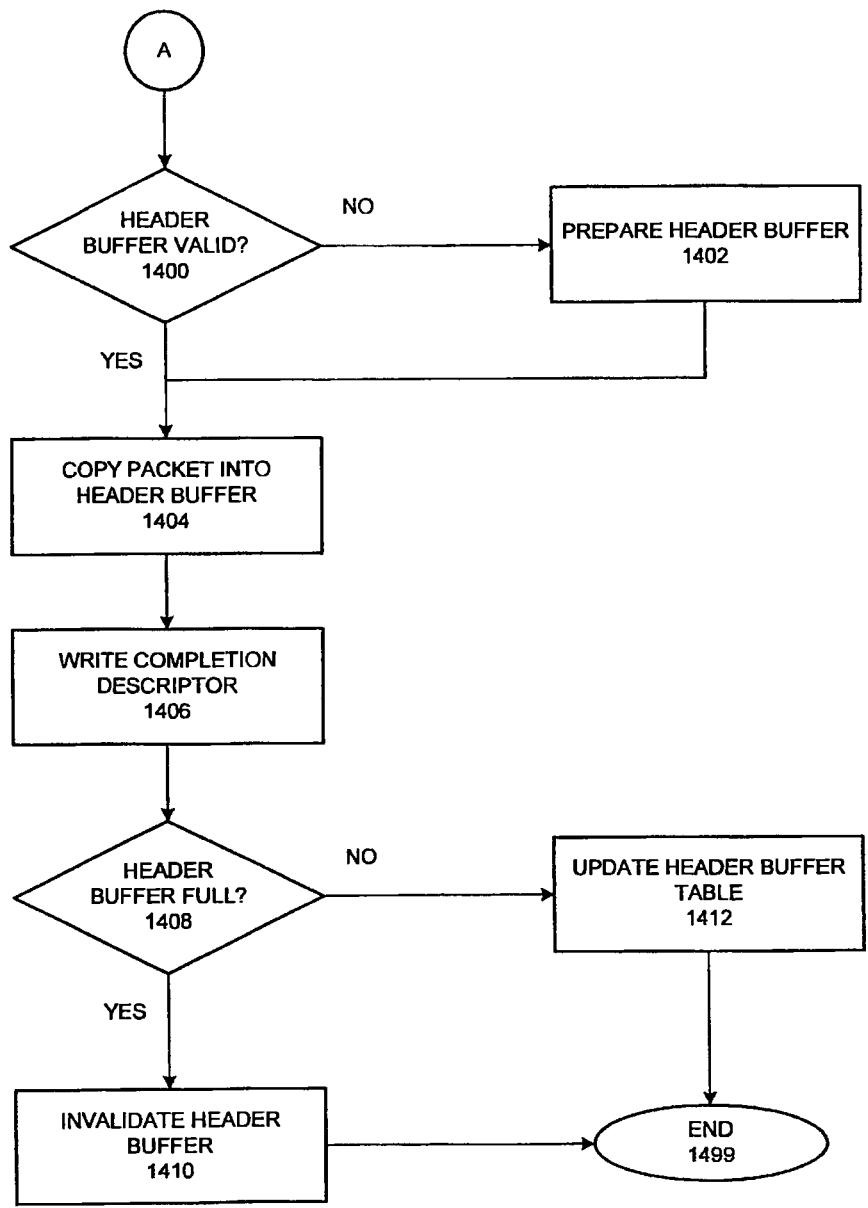 A
HEADER
BUFFER VALID?
1400
NO
PREPARE HEADER BUFFER
1402
YES
COPY PACKET INTO
HEADER BUFFER
1404
WRITE COMPLETION
DESCRIPTOR
1406
HEADER
BUFFER FULL?
1408
NO
UPDATE HEADER BUFFER
TABLE
1412
YES
INVALIDATE HEADER
BUFFER
1410
END
1499